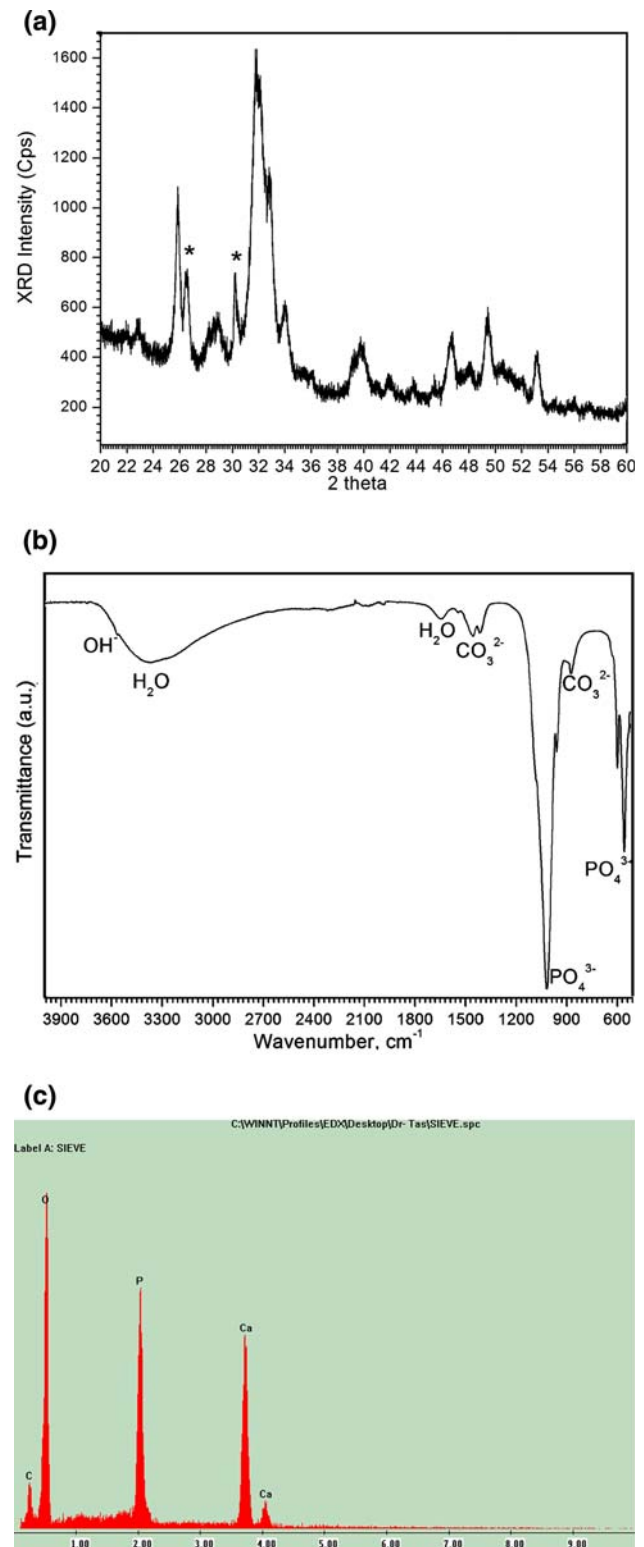 (a)
XRD Intensity (Cps)
1600
1400
1200
1000
800
600
400
200
*
*
20 22 24 26 28 30 32 34 36 38 40 42 44 46 48 50 52 54 56 58 60
2 theta
(b)
Transmittance (a.u.)
OH⁻
H₂O
H₂O
CO₃²⁻
CO₃²⁻
PO₄³⁻
PO₄³⁻
3900 3600 3300 3000 2700 2400 2100 1800 1500 1200 900 600
Wavenumber, cm⁻¹
(c)
C:\WINNT\Profiles\EDX\Desktop\Dr- Tas\SIEVE.spc
Label A: SIEVE
O
P
Ca
C
Ca
1.00 2.00 3.00 4.00 5.00 6.00 7.00 8.00 9.00